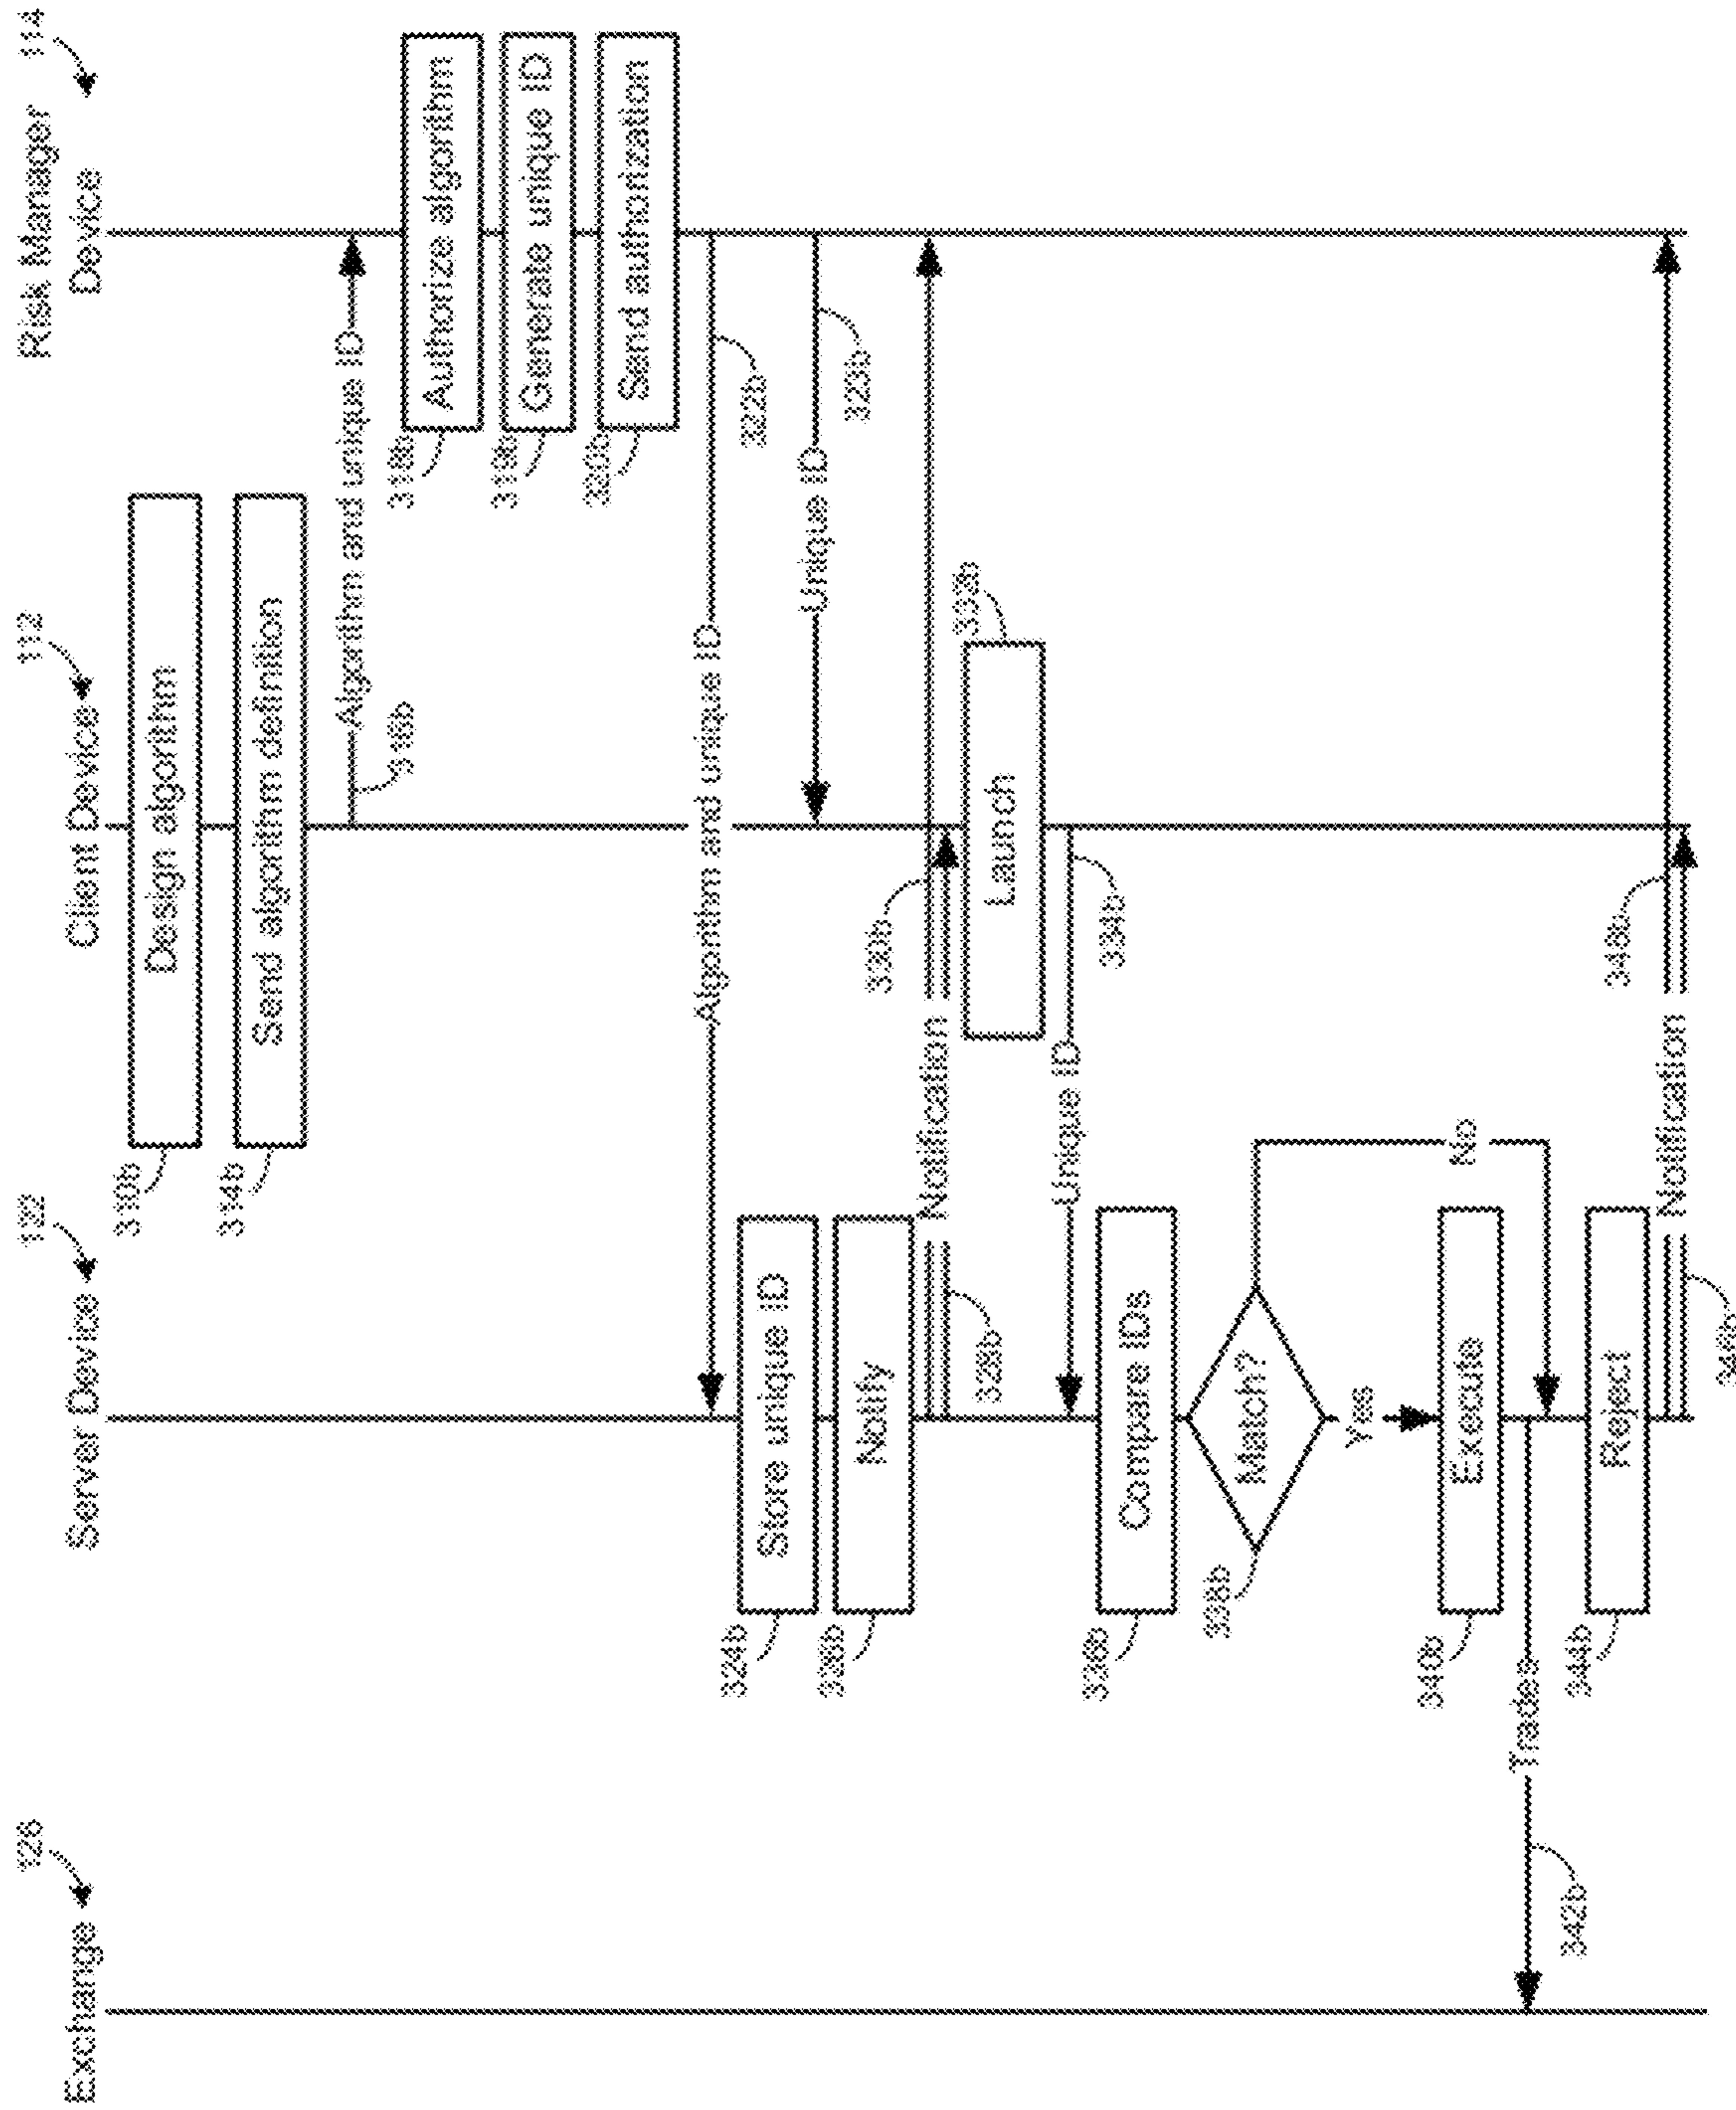 Exchange
126
Server Device
122
Client Device
112
Risk Manager
Device
114
310b
Design algorithm
314b
Send algorithm definition
Algorithm and unique ID
316b
318b
Authorize algorithm
319b
Generate unique ID
320b
Send authorization
Algorithm and unique ID
322b
324b
Store unique ID
Unique ID
323b
326b
Notify
Notification
330b
328b
332b
Launch
Unique ID
334b
336b
Compare IDs
338b
Match?
No
Yes
340b
Execute
Trades
342b
344b
Reject
Notification
348b
346b